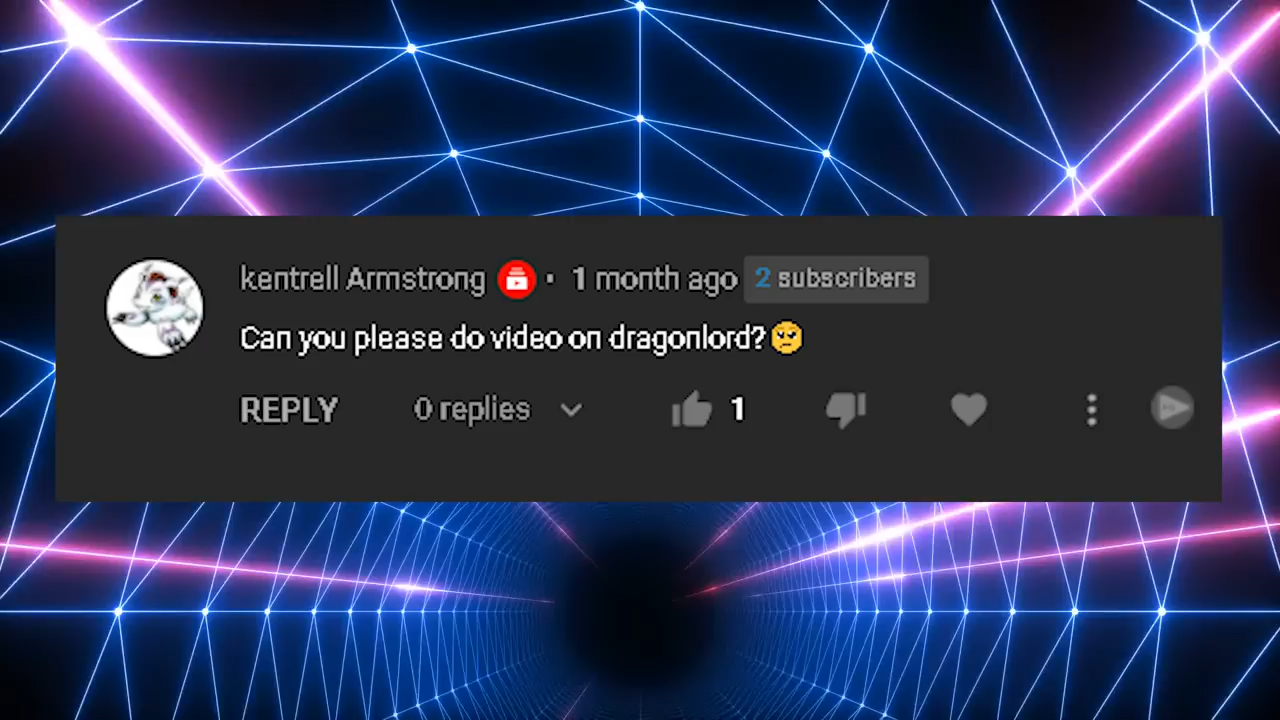 kentrell Armstrong · 1 month ago 2 subscribers
Can you please do video on dragonlord?🥺
REPLY 0 replies 1